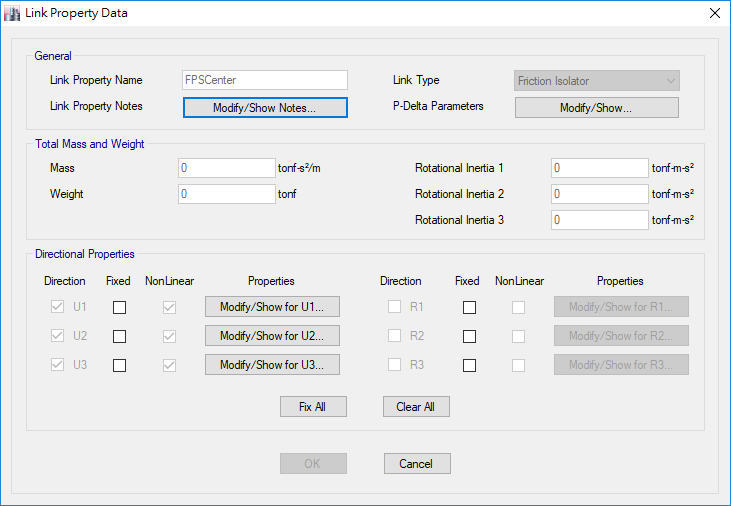 Link Property Data
General
Link Property Name FPSCenter Link Type Friction Isolator
Link Property Notes Modify/Show Notes... P-Delta Parameters Modify/Show...
Total Mass and Weight
Mass 0 tonf-s²/m Rotational Inertia 1 0 tonf-m-s²
Weight 0 tonf Rotational Inertia 2 0 tonf-m-s²
Rotational Inertia 3 0 tonf-m-s²
Directional Properties
Direction Fixed NonLinear Properties Direction Fixed NonLinear Properties
U1 Modify/Show for U1... R1 Modify/Show for R1...
U2 Modify/Show for U2... R2 Modify/Show for R2...
U3 Modify/Show for U3... R3 Modify/Show for R3...
Fix All Clear All
OK Cancel